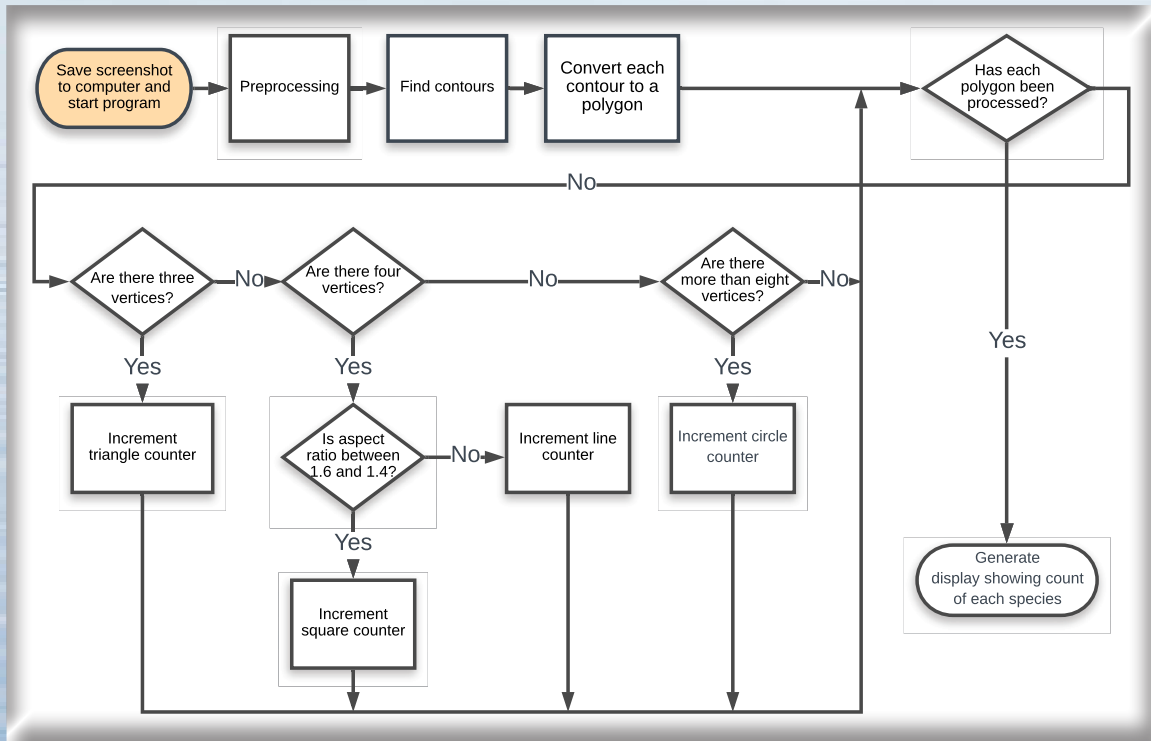 Save screenshot
to computer and
start program
Preprocessing
Find contours
Convert each
contour to a
polygon
Has each
polygon been
processed?
No
Are there three
vertices?
No
Are there four
vertices?
No
Are there
more than eight
vertices?
No
Yes
Yes
Yes
Yes
Increment
triangle counter
Is aspect
ratio between
1.6 and 1.4?
No
Increment line
counter
Increment circle
counter
Yes
Increment
square counter
Generate
display showing count
of each species